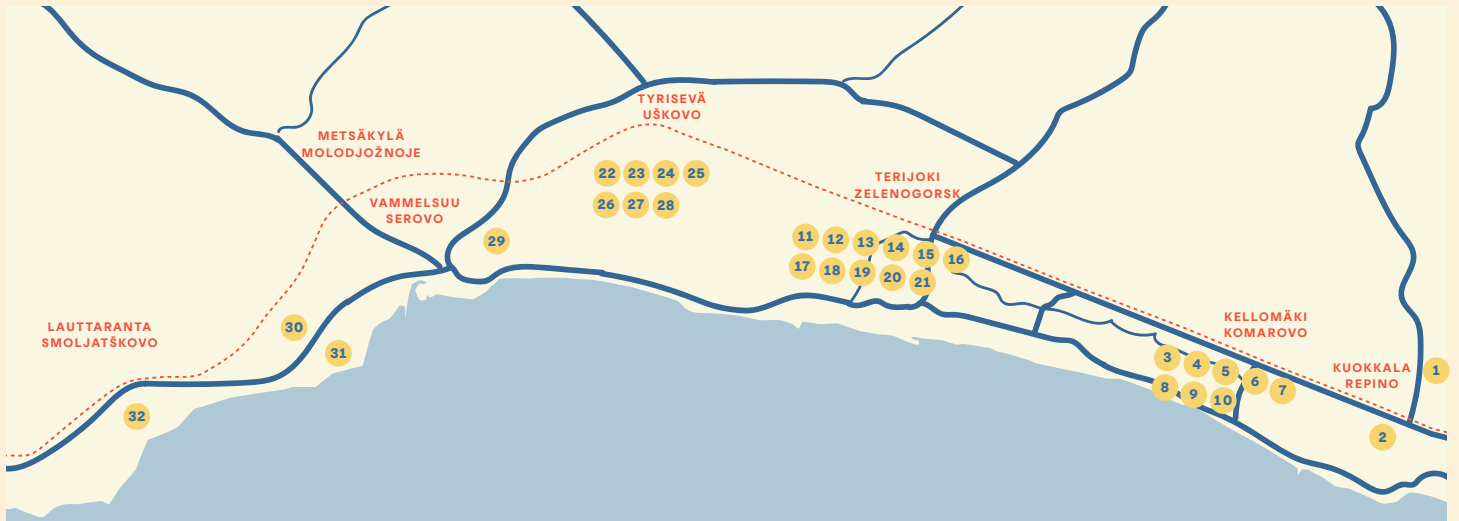 TYRISEVÄ
UŠKOVO
METSÄKYLÄ
MOLODJOŽNOJE
22 23 24 25
26 27 28
TERIJOKI
ZELENOGORSK
VAMMELSUU
SEROVO
29
11 12 13 14 15 16
17 18 19 20 21
LAUTTARANTA
SMOLJATŠKOVO
30
31
32
KELLOMÄKI
KOMAROVO
3 4 5 6 7
8 9 10
KUOKKALA
REPINO
1
2